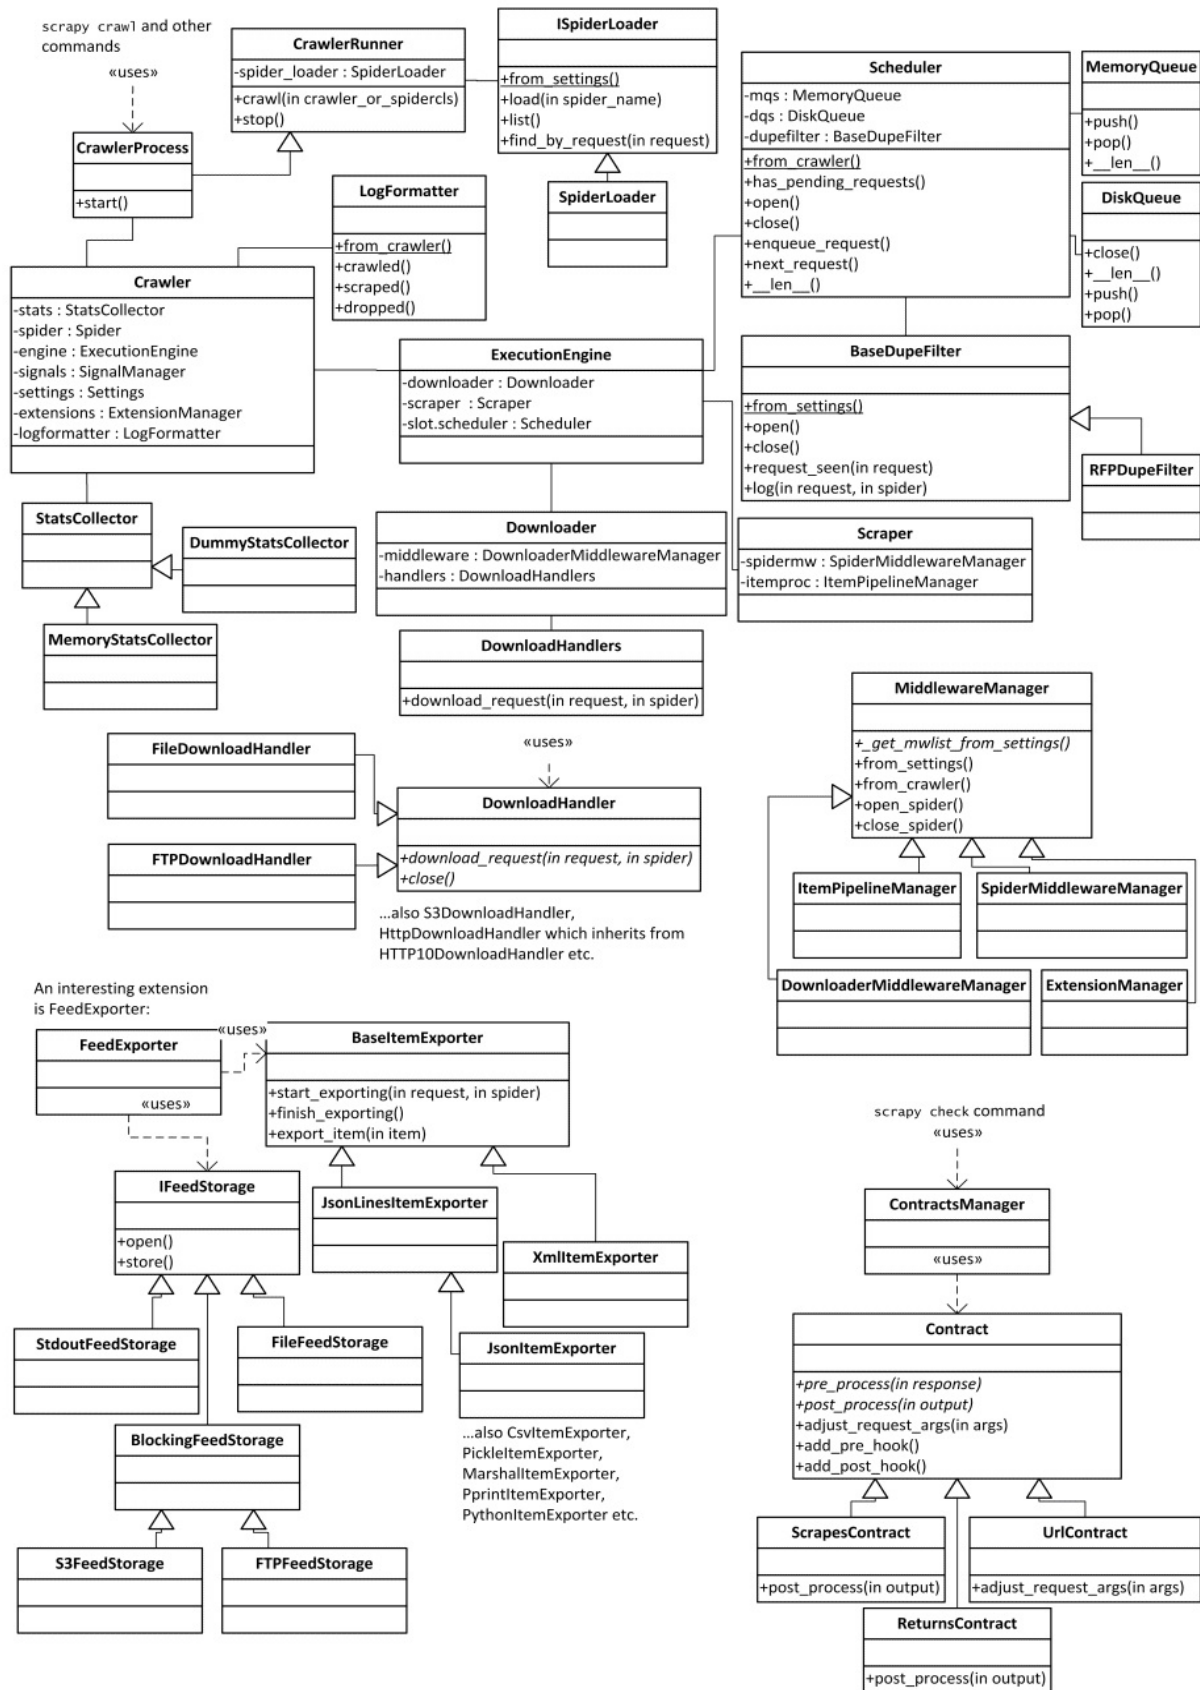 scrapy crawl and other
commands
«uses»
CrawlerProcess
+start()
CrawlerRunner
-spider_loader : SpiderLoader
+crawl(in crawler_or_spidercls)
+stop()
ISpiderLoader
+from_settings()
+load(in spider_name)
+list()
+find_by_request(in request)
SpiderLoader
LogFormatter
+from_crawler()
+crawled()
+scraped()
+dropped()
Scheduler
-mqs : MemoryQueue
-dqs : DiskQueue
-dupefilter : BaseDupeFilter
+from_crawler()
+has_pending_requests()
+open()
+close()
+enqueue_request()
+next_request()
+__len__()
MemoryQueue
+push()
+pop()
+__len__()
DiskQueue
+close()
+__len__()
+push()
+pop()
Crawler
-stats : StatsCollector
-spider : Spider
-engine : ExecutionEngine
-signals : SignalManager
-settings : Settings
-extensions : ExtensionManager
-logformatter : LogFormatter
ExecutionEngine
-downloader : Downloader
-scraper : Scraper
-slot.scheduler : Scheduler
BaseDupeFilter
+from_settings()
+open()
+close()
+request_seen(in request)
+log(in request, in spider)
RFPDupeFilter
StatsCollector
DummyStatsCollector
MemoryStatsCollector
Downloader
-middleware : DownloaderMiddlewareManager
-handlers : DownloadHandlers
Scraper
-spidermw : SpiderMiddlewareManager
-itemproc : ItemPipelineManager
DownloadHandlers
+download_request(in request, in spider)
«uses»
FileDownloadHandler
FTPDownloadHandler
DownloadHandler
+download_request(in request, in spider)
+close()
...also S3DownloadHandler,
HttpDownloadHandler which inherits from
HTTP10DownloadHandler etc.
MiddlewareManager
+_get_mwlist_from_settings()
+from_settings()
+from_crawler()
+open_spider()
+close_spider()
ItemPipelineManager
SpiderMiddlewareManager
DownloaderMiddlewareManager
ExtensionManager
An interesting extension
is FeedExporter:
FeedExporter
«uses»
«uses»
BaseItemExporter
+start_exporting(in request, in spider)
+finish_exporting()
+export_item(in item)
IFeedStorage
+open()
+store()
JsonLinesItemExporter
XmlItemExporter
JsonItemExporter
...also CsvItemExporter,
PickleItemExporter,
MarshalItemExporter,
PprintItemExporter,
PythonItemExporter etc.
StdoutFeedStorage
FileFeedStorage
BlockingFeedStorage
S3FeedStorage
FTPFeedStorage
scrapy check command
«uses»
ContractsManager
«uses»
Contract
+pre_process(in response)
+post_process(in output)
+adjust_request_args(in args)
+add_pre_hook()
+add_post_hook()
ScrapesContract
+post_process(in output)
UrlContract
+adjust_request_args(in args)
ReturnsContract
+post_process(in output)